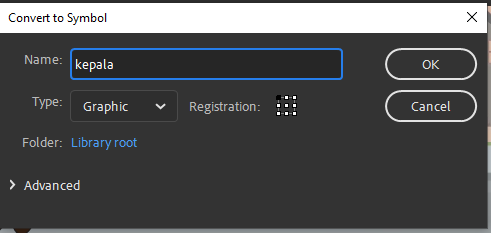 Convert to Symbol
Name: kepala OK
Type: Graphic Registration: Cancel
Folder: Library root
Advanced